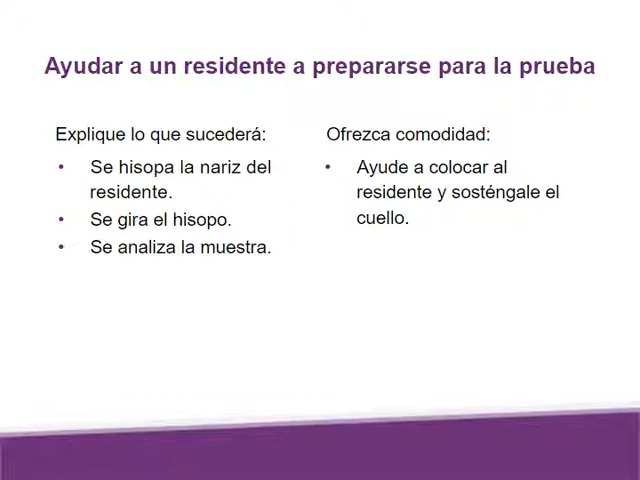 Ayudar a un residente a prepararse para la prueba
Explique lo que sucederá:
• Se hisopa la nariz del
residente.
• Se gira el hisopo.
• Se analiza la muestra.
Ofrezca comodidad:
• Ayude a colocar al
residente y sosténgale el
cuello.